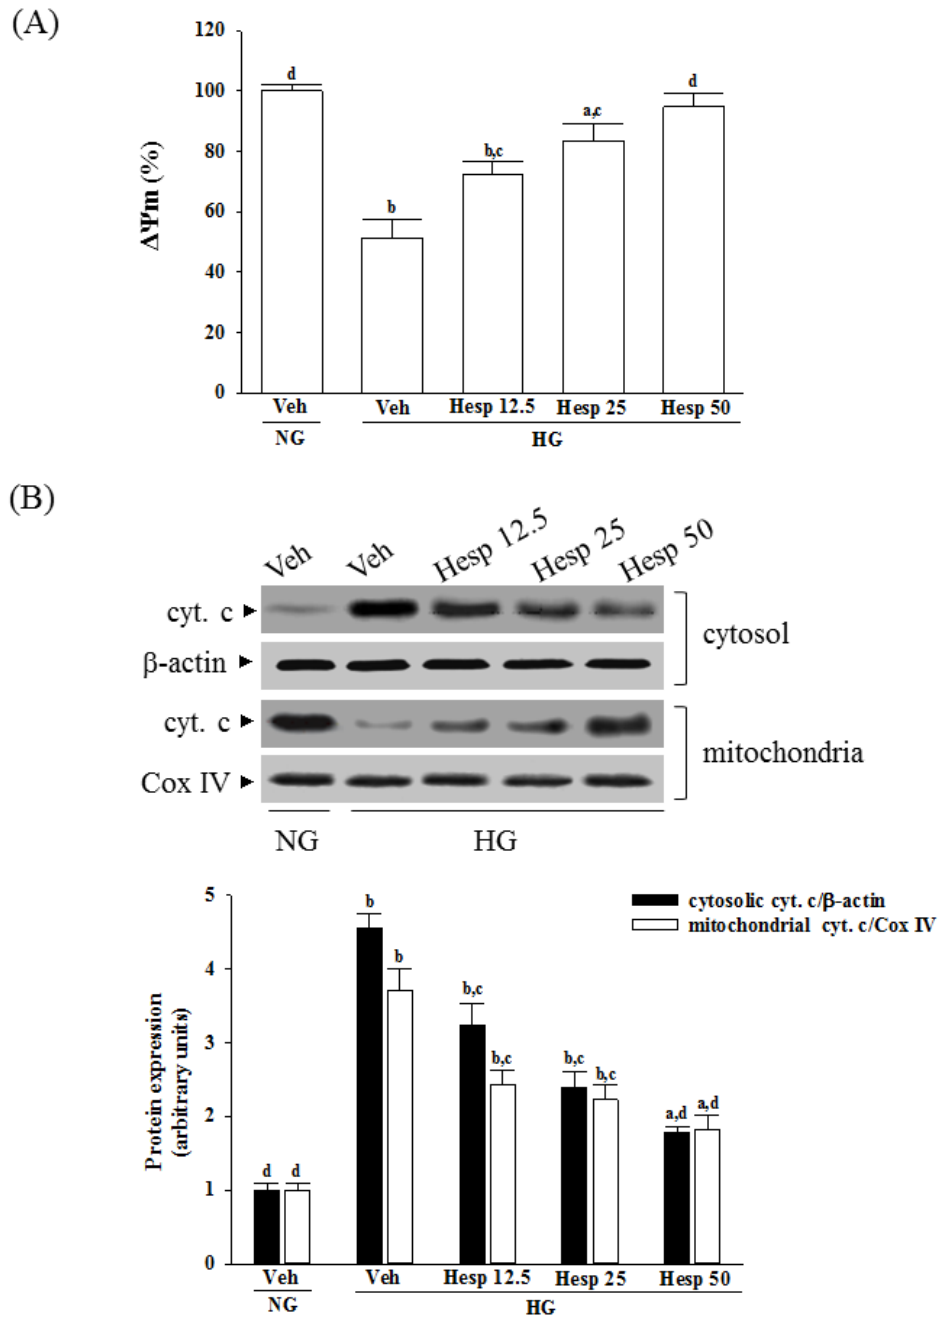 (A)
120
100
80
60
40
20
0
ΔΨm (%)
d
b
b,c
a,c
d
Veh Veh Hesp 12.5 Hesp 25 Hesp 50
NG HG
(B)
Veh Veh Hesp 12.5 Hesp 25 Hesp 50
cyt. c
β-actin
cytosol
cyt. c
Cox IV
mitochondria
NG HG
5
4
3
2
1
0
Protein expression
(arbitrary units)
cytosolic cyt. c/β-actin
mitochondrial cyt. c/Cox IV
d d
b b
b,c b,c
b,c b,c
a,d a,d
Veh Veh Hesp 12.5 Hesp 25 Hesp 50
NG HG